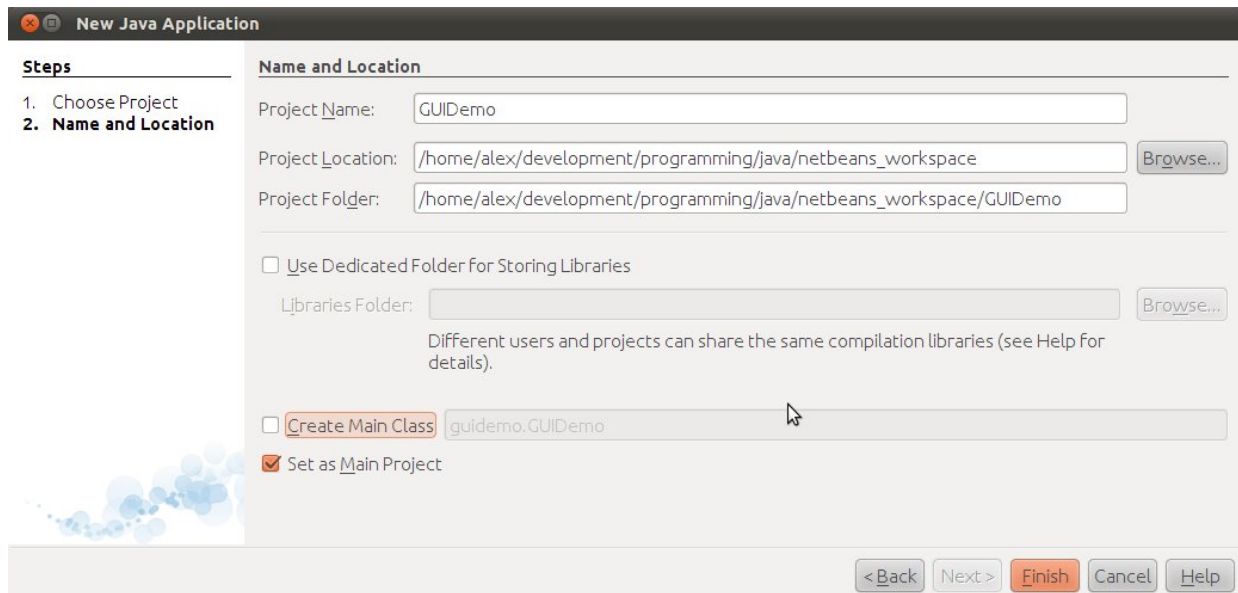 New Java Application
Steps
1. Choose Project
2. Name and Location
Name and Location
Project Name: GUIDemo
Project Location: /home/alex/development/programming/java/netbeans_workspace Browse...
Project Folder: /home/alex/development/programming/java/netbeans_workspace/GUIDemo
Use Dedicated Folder for Storing Libraries
Libraries Folder: Browse...
Different users and projects can share the same compilation libraries (see Help for
details).
Create Main Class guidemo.GUIDemo
Set as Main Project
< Back Next > Finish Cancel Help